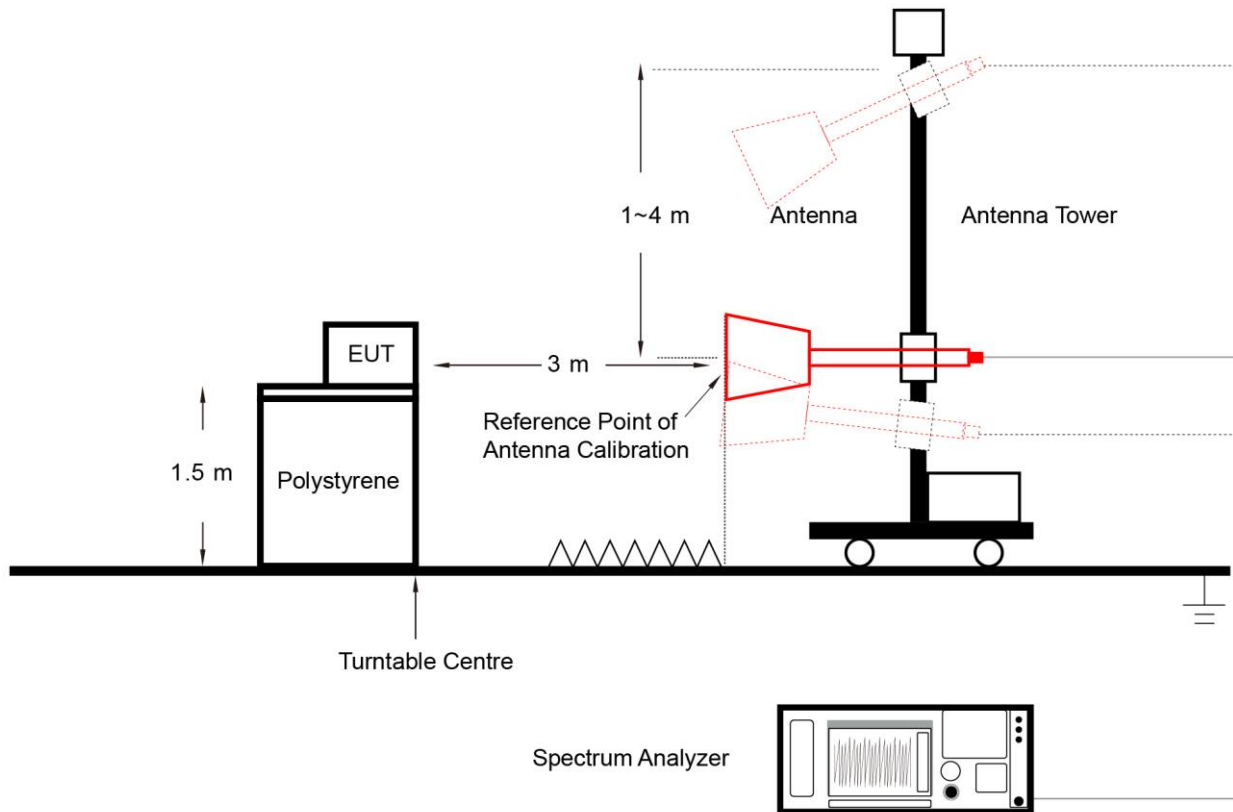 1~4 m
Antenna
Antenna Tower
EUT
3 m
Reference Point of
Antenna Calibration
1.5 m
Polystyrene
Turntable Centre
Spectrum Analyzer